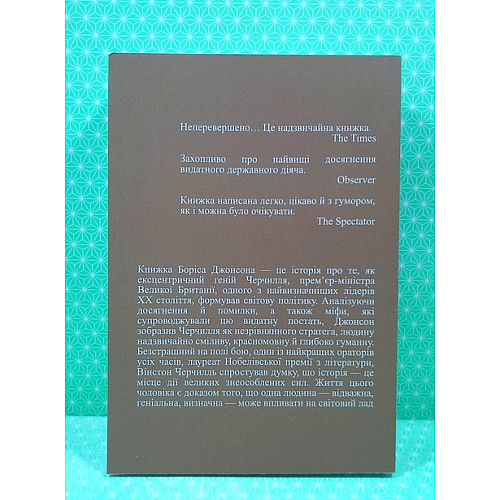 Неперевершено… Це надзвичайна книжка.
The Times
Захопливо про найвищі досягнення
видатного державного діяча.
Observer
Книжка написана легко, цікаво й з гумором,
як і можна було очікувати.
The Spectator
Книжка Боріса Джонсона — це історія про те, як
ексцентричний геній Черчилля, прем’єр-міністра
Великої Британії, одного з найвизначніших лідерів
XX століття, формував світову політику. Аналізуючи
досягнення й помилки, а також міфи, які
супроводжували цю видатну постать, Джонсон
зобразив Черчилля як незрівнянного стратега, людину
надзвичайно сміливу, красномовну й глибоко гуманну.
Безстрашний на полі бою, один із найкращих ораторів
усіх часів, лауреат Нобелівської премії з літератури,
Вінстон Черчилль спростував думку, що історія — це
місце дії великих знеособлених сил. Життя цього
чоловіка є доказом того, що одна людина — відважна,
геніальна, визначна — може впливати на світовий лад